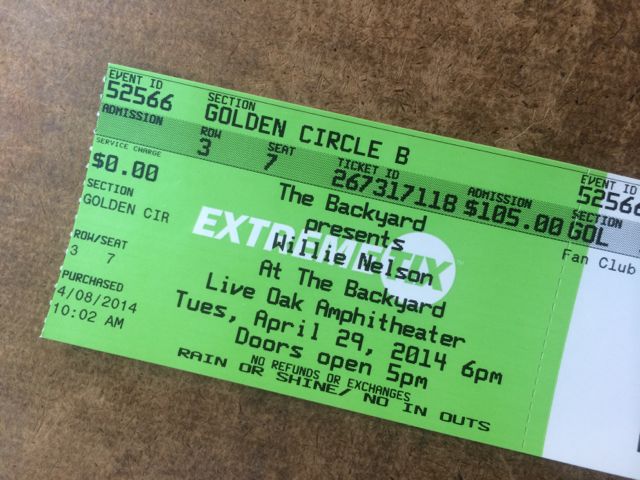 EVENT ID
52566
ADMISSION
SERVICE CHARGE
$0.00
SECTION
GOLDEN CIR
ROW/SEAT
3 7
PURCHASED
4/08/2014
10:02 AM
SECTION
GOLDEN CIRCLE B
ROW SEAT TICKET ID ADMISSION
3 7 267317118 $105.00
EXTREMETIX
The Backyard
presents
Willie Nelson
At The Backyard
Live Oak Amphitheater
Tues, April 29, 2014 6pm
Doors open 5pm
NO REFUNDS OR EXCHANGES
RAIN OR SHINE/ NO IN OUTS
EVENT ID
52566
SECTION
GOL
Fan Club